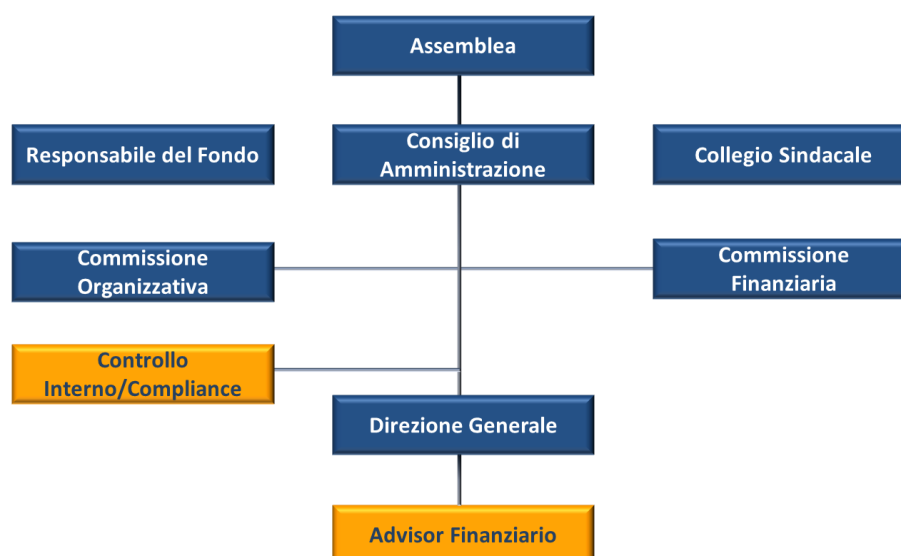 Assemblea
Responsabile del Fondo
Consiglio di
Amministrazione
Collegio Sindacale
Commissione
Organizzativa
Commissione
Finanziaria
Controllo
Interno/Compliance
Direzione Generale
Advisor Finanziario